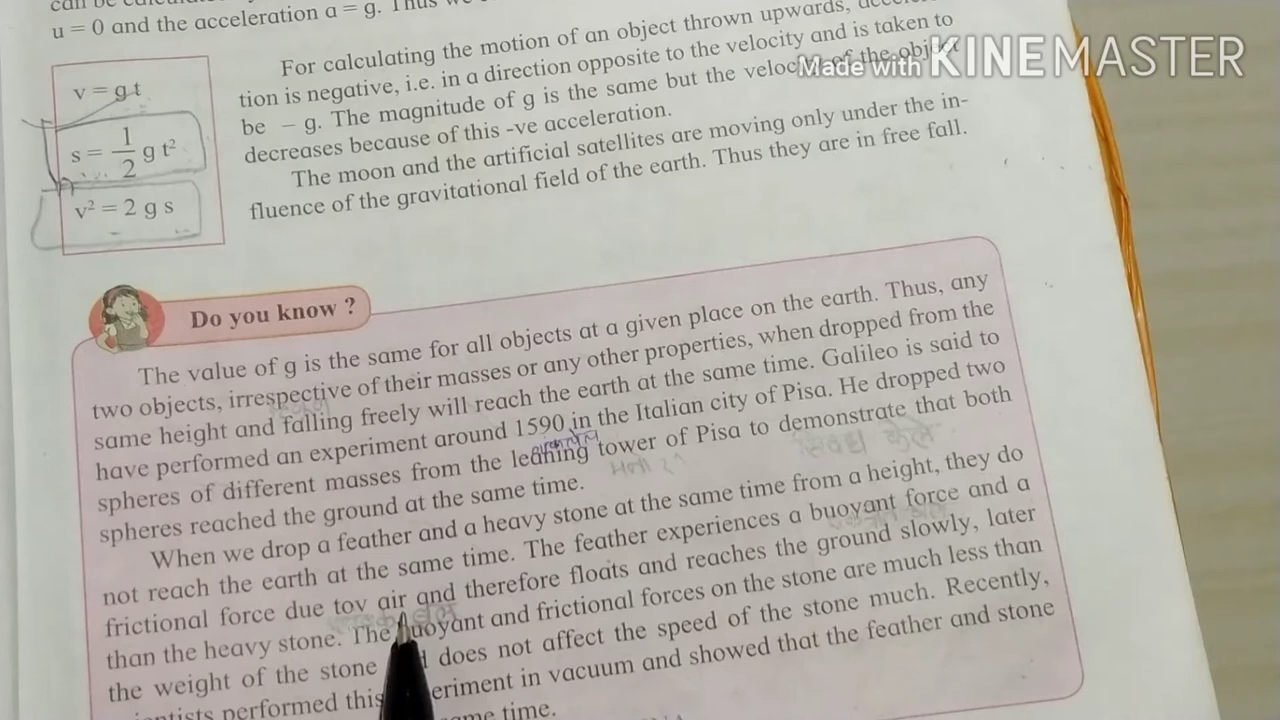 u = 0 and the acceleration a = g. Thus
For calculating the motion of an object thrown upwards,
tion is negative, i.e. in a direction opposite to the velocity and is taken to
be – g. The magnitude of g is the same but the velocity of the object
decreases because of this -ve acceleration.
The moon and the artificial satellites are moving only under the in-
fluence of the gravitational field of the earth. Thus they are in free fall.
v = g t
s = 1/2 g t²
v² = 2 g s
Made with KINEMASTER
Do you know ?
The value of g is the same for all objects at a given place on the earth. Thus, any
two objects, irrespective of their masses or any other properties, when dropped from the
same height and falling freely will reach the earth at the same time. Galileo is said to
have performed an experiment around 1590 in the Italian city of Pisa. He dropped two
spheres of different masses from the leaning tower of Pisa to demonstrate that both
spheres reached the ground at the same time.
When we drop a feather and a heavy stone at the same time from a height, they do
not reach the earth at the same time. The feather experiences a buoyant force and a
frictional force due tov air and therefore floats and reaches the ground slowly, later
than the heavy stone. The buoyant and frictional forces on the stone are much less than
the weight of the stone does not affect the speed of the stone much. Recently,
performed this in vacuum and showed that the feather and stone
time.